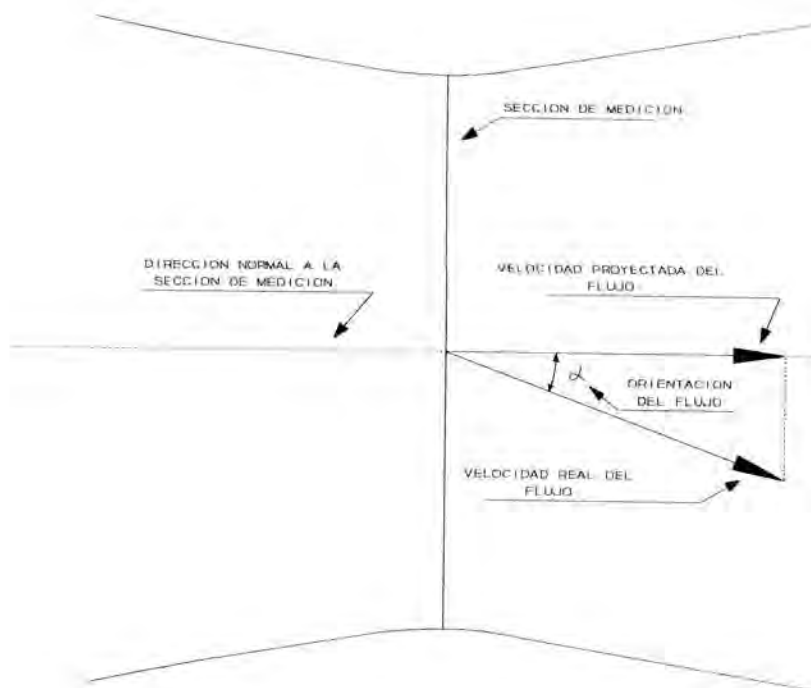 SECCION DE MEDICION
DIRECCION NORMAL A LA
SECCION DE MEDICION
VELOCIDAD PROYECTADA DEL
FLUJO
α
ORIENTACION
DEL FLUJO
VELOCIDAD REAL DEL
FLUJO